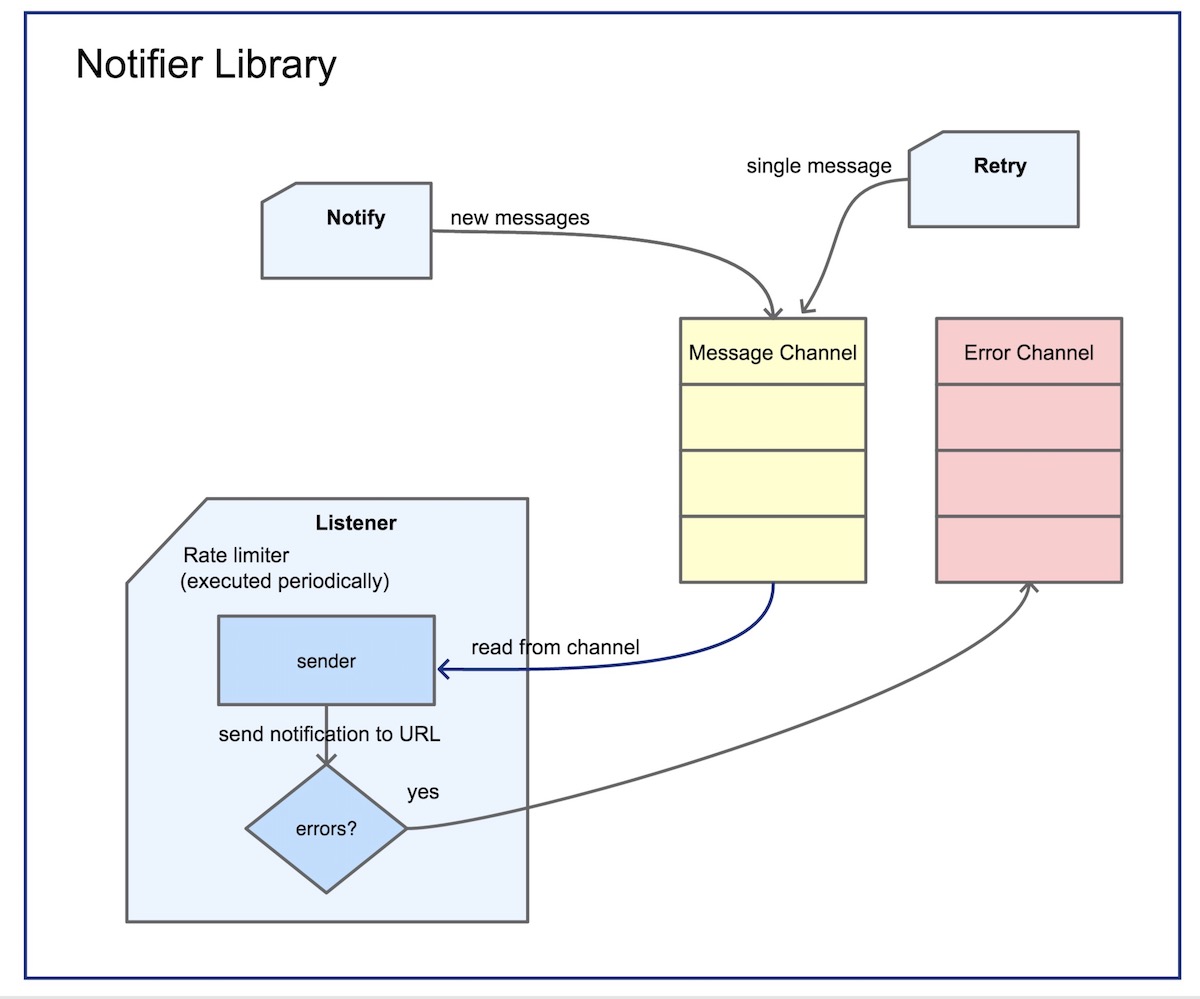 Notifier Library
single message
Retry
Notify
new messages
Message Channel
Error Channel
Listener
Rate limiter
(executed periodically)
sender
read from channel
send notification to URL
yes
errors?